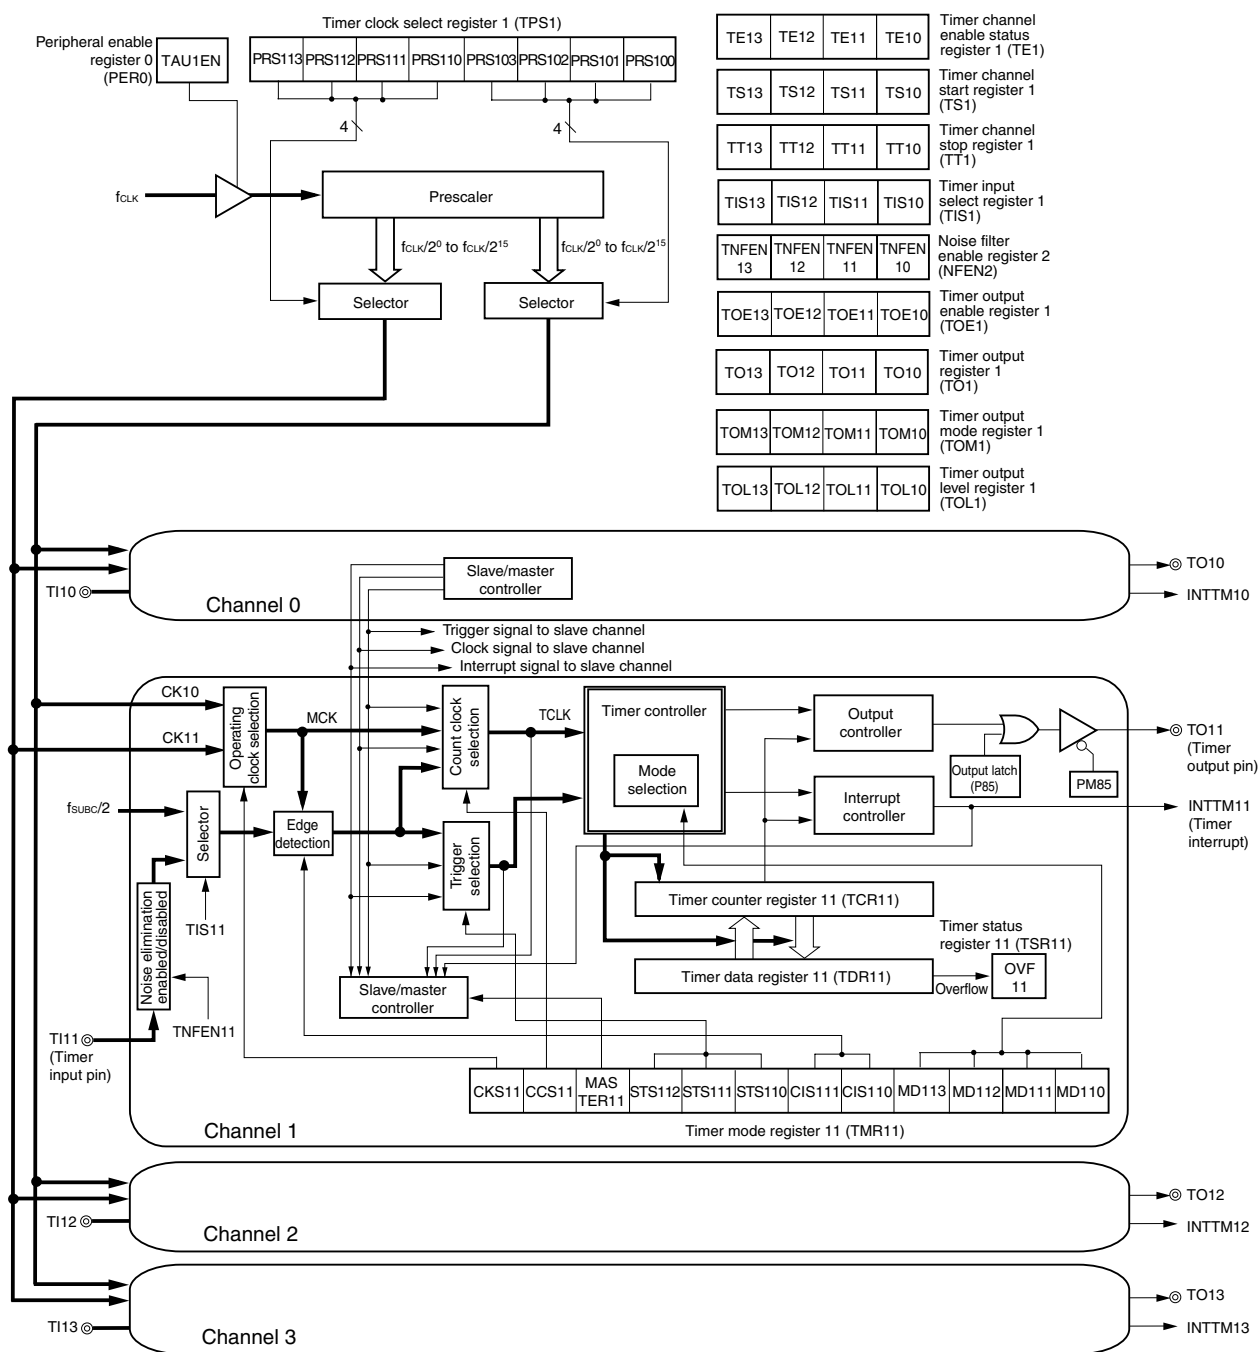 Timer clock select register 1 (TPS1)
Peripheral enable
register 0
(PER0)
TAU1EN
PRS113 PRS112 PRS111 PRS110 PRS103 PRS102 PRS101 PRS100
4
4
fCLK
Prescaler
fCLK/2⁰ to fCLK/2¹⁵
fCLK/2⁰ to fCLK/2¹⁵
Selector
Selector
TE13 TE12 TE11 TE10
Timer channel
enable status
register 1 (TE1)
TS13 TS12 TS11 TS10
Timer channel
start register 1
(TS1)
TT13 TT12 TT11 TT10
Timer channel
stop register 1
(TT1)
TIS13 TIS12 TIS11 TIS10
Timer input
select register 1
(TIS1)
TNFEN TNFEN TNFEN TNFEN
13 12 11 10
Noise filter
enable register 2
(NFEN2)
TOE13 TOE12 TOE11 TOE10
Timer output
enable register 1
(TOE1)
TO13 TO12 TO11 TO10
Timer output
register 1
(TO1)
TOM13 TOM12 TOM11 TOM10
Timer output
mode register 1
(TOM1)
TOL13 TOL12 TOL11 TOL10
Timer output
level register 1
(TOL1)
TI10
Channel 0
Slave/master
controller
TO10
INTTM10
Trigger signal to slave channel
Clock signal to slave channel
Interrupt signal to slave channel
CK10
CK11
Operating
clock selection
MCK
Count clock
selection
TCLK
Timer controller
Mode
selection
Output
controller
Output latch
(P85)
PM85
TO11
(Timer
output pin)
Interrupt
controller
INTTM11
(Timer
interrupt)
fSUBC/2
Selector
Edge
detection
Trigger
selection
TIS11
Noise elimination
enabled/disabled
TNFEN11
TI11
(Timer
input pin)
Timer counter register 11 (TCR11)
Timer status
register 11 (TSR11)
Timer data register 11 (TDR11)
Overflow
OVF
11
Slave/master
controller
CKS11 CCS11 MAS
TER11 STS112 STS111 STS110 CIS111 CIS110 MD113 MD112 MD111 MD110
Channel 1
Timer mode register 11 (TMR11)
TI12
Channel 2
TO12
INTTM12
TI13
Channel 3
TO13
INTTM13